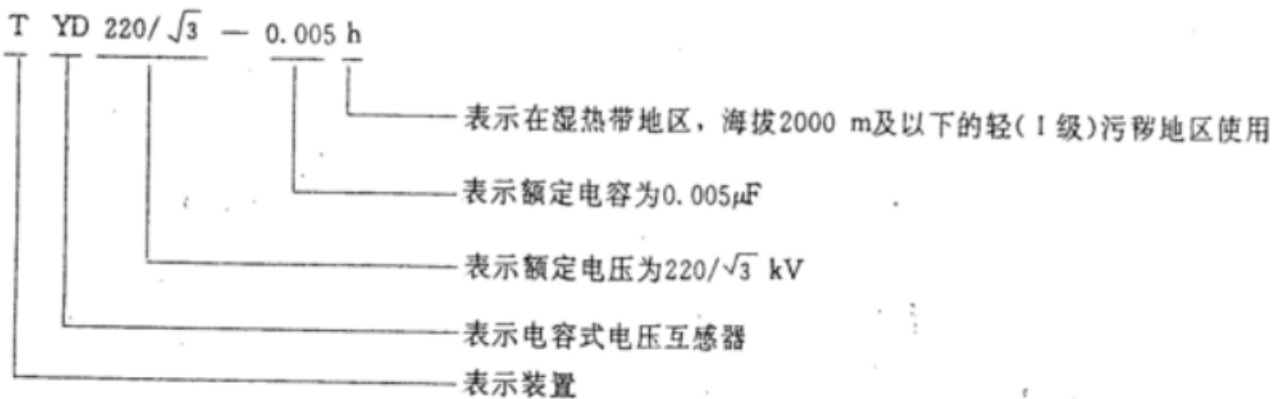 T YD 220/√3 — 0.005 h
表示在湿热带地区，海拔2000 m及以下的轻(I级)污秽地区使用
表示额定电容为0.005μF
表示额定电压为220/√3 kV
表示电容式电压互感器
表示装置